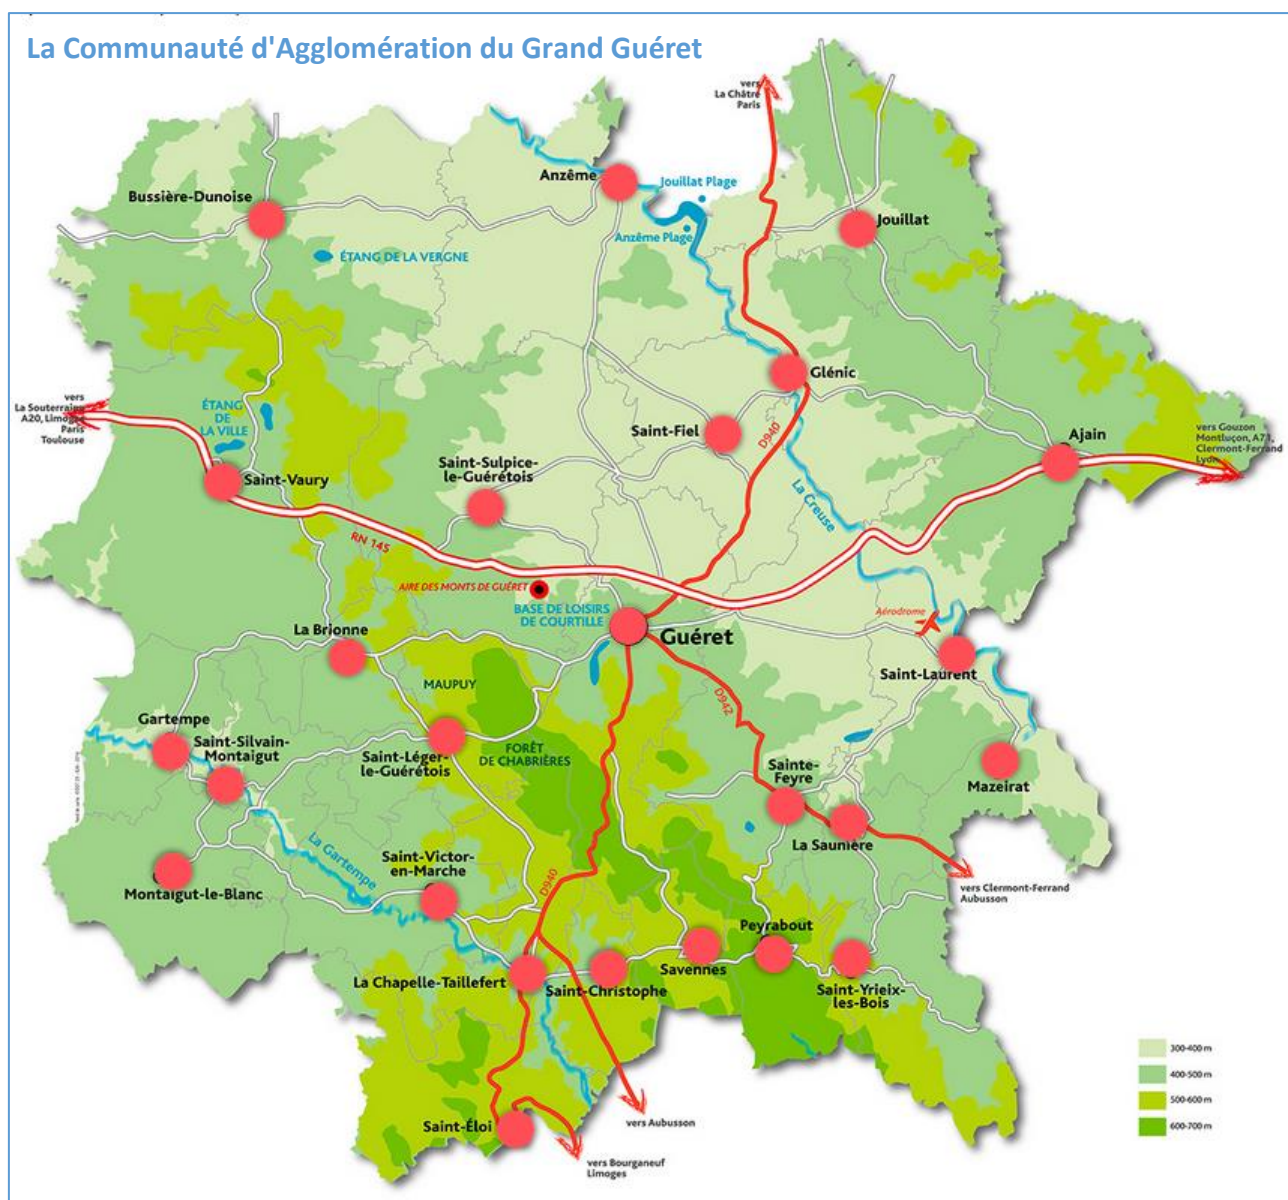 La Communauté d'Agglomération du Grand Guéret
vers
La Châtre
Paris
Anzême
Jouillat Plage
Bussière-Dunoise
Jouillat
Anzême Plage
ÉTANG DE LA VERGNE
Glénic
vers
La Souterraine
A20, Limoges
Paris
Toulouse
ÉTANG
DE
LA VILLE
Saint-Fiel
D940
Ajain
vers Gouzon
Montluçon, A71,
Clermont-Ferrand
Lyon
Saint-Sulpice-
le-Guérétois
Saint-Vaury
La Creuse
RN 145
AIRE DES MONTS DE GUÉRET
BASE DE LOISIRS
DE COURTILLE
Aérodrome
La Brionne
Guéret
Saint-Laurent
MAUPUY
D942
Gartempe
Saint-Silvain-
Montaigut
Saint-Léger-
le-Guérétois
FORÊT
DE CHABRIÈRES
Sainte-
Feyre
Mazeirat
La Saunière
La Gartempe
Saint-Victor-
en-Marche
D940
Montaigut-le-Blanc
vers Clermont-Ferrand
Aubusson
Peyrabout
Savennes
La Chapelle-Taillefert
Saint-Christophe
Saint-Yrieix-
les-Bois
300-400 m
400-500 m
500-600 m
600-700 m
Saint-Éloi
vers Aubusson
vers Bourganeuf
Limoges